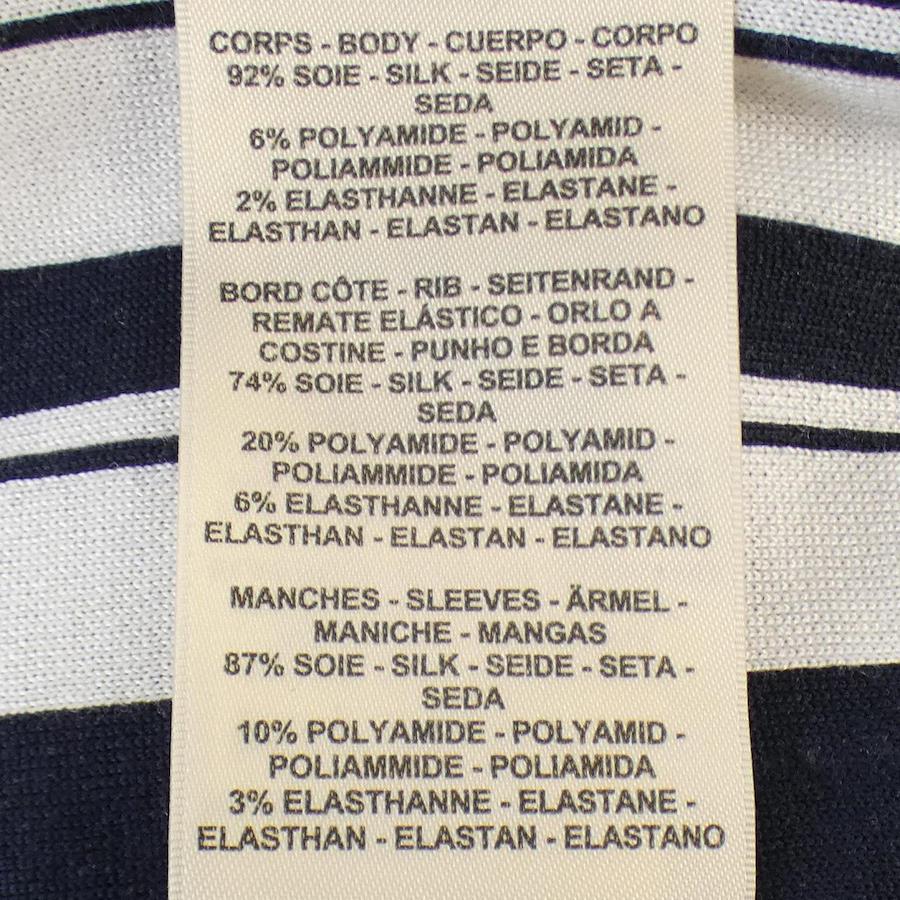 CORPS - BODY - CUERPO - CORPO
92% SOIE - SILK - SEIDE - SETA -
SEDA
6% POLYAMIDE - POLYAMID -
POLIAMMIDE - POLIAMIDA
2% ELASTHANNE - ELASTANE -
ELASTHAN - ELASTAN - ELASTANO
BORD CÔTE - RIB - SEITENRAND -
REMATE ELÁSTICO - ORLO A
COSTINE - PUNHO E BORDA
74% SOIE - SILK - SEIDE - SETA -
SEDA
20% POLYAMIDE - POLYAMID -
POLIAMMIDE - POLIAMIDA
6% ELASTHANNE - ELASTANE -
ELASTHAN - ELASTAN - ELASTANO
MANCHES - SLEEVES - ÄRMEL -
MANICHE - MANGAS
87% SOIE - SILK - SEIDE - SETA -
SEDA
10% POLYAMIDE - POLYAMID -
POLIAMMIDE - POLIAMIDA
3% ELASTHANNE - ELASTANE -
ELASTHAN - ELASTAN - ELASTANO